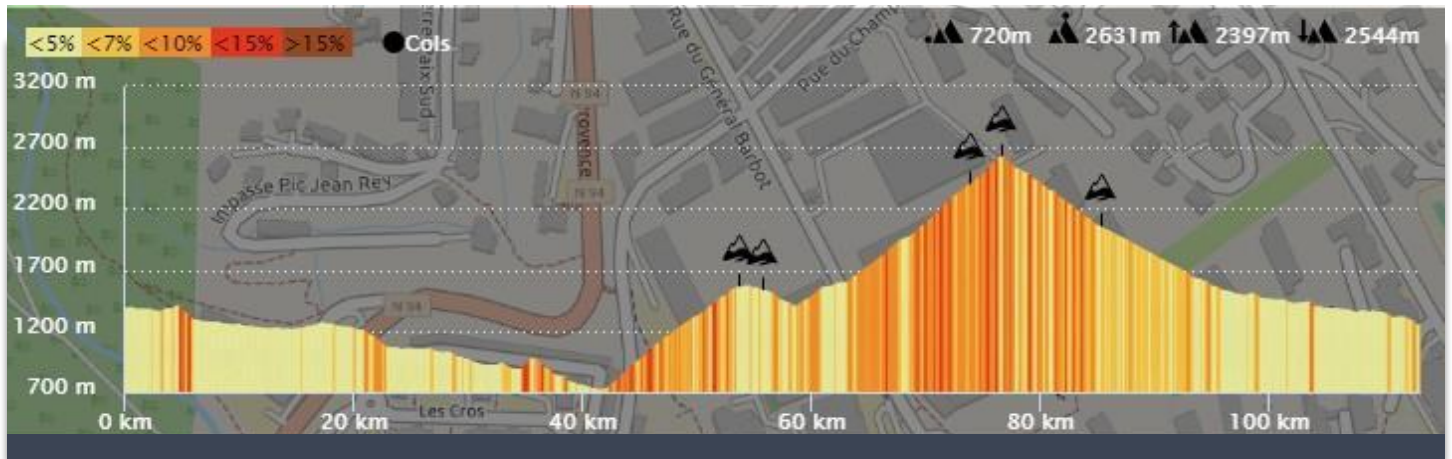 <5% <7% <10% <15% >15% Cols 720m 2631m 2397m 2544m
3200 m
2700 m
2200 m
1700 m
1200 m
700 m
0 km 20 km 40 km 60 km 80 km 100 km
Rue du Général Barbot
Rue du Champ
N 94
Provence
N 94
Impasse Pic Jean Rey
N 94
Les Cros